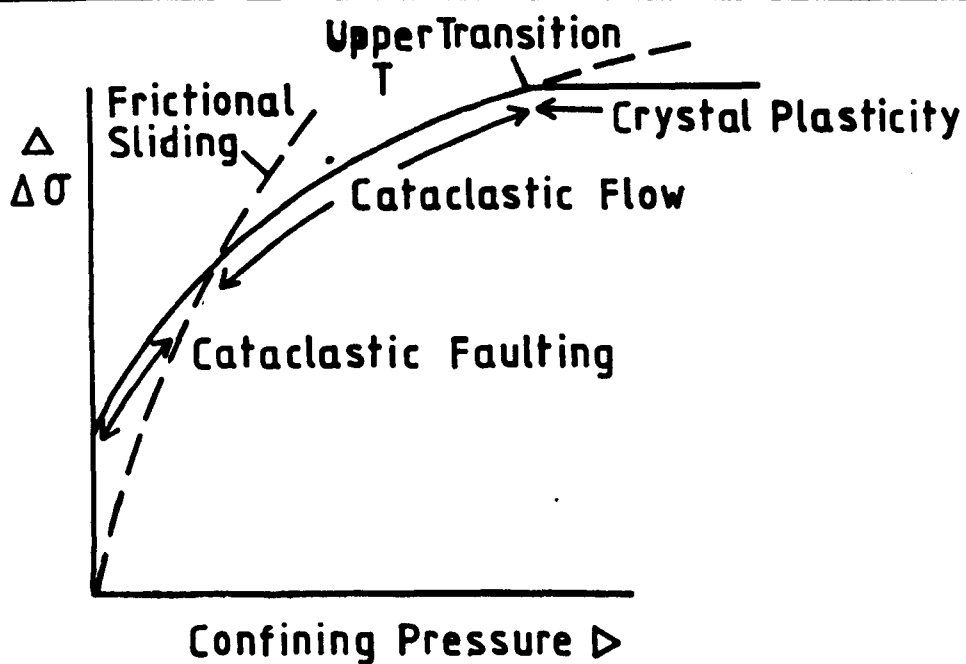 Upper Transition
T
Frictional
Sliding
Crystal Plasticity
Δ
Δσ
Cataclastic Flow
Cataclastic Faulting
Confining Pressure ▷